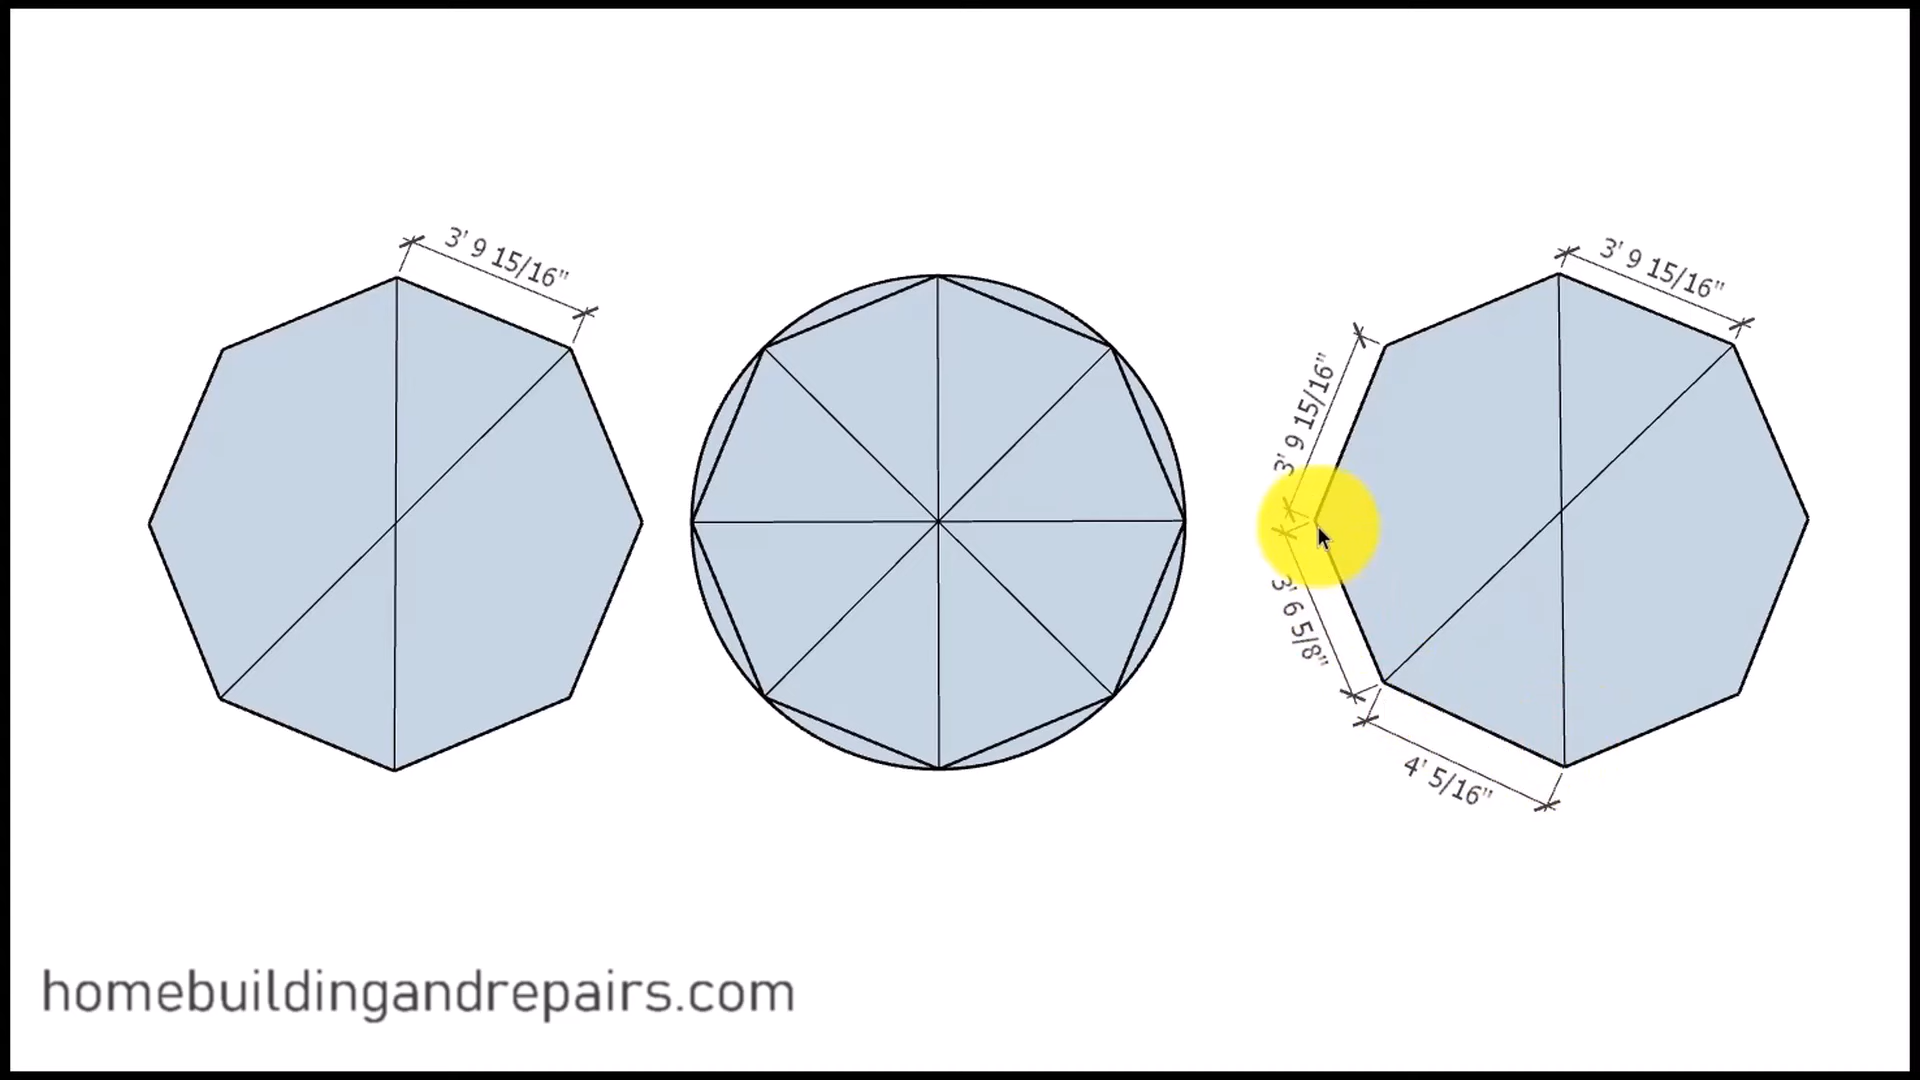 3' 9 15/16"
3' 9 15/16"
3' 9 15/16"
3' 6 5/8"
4' 5/16"
homebuildingandrepairs.com